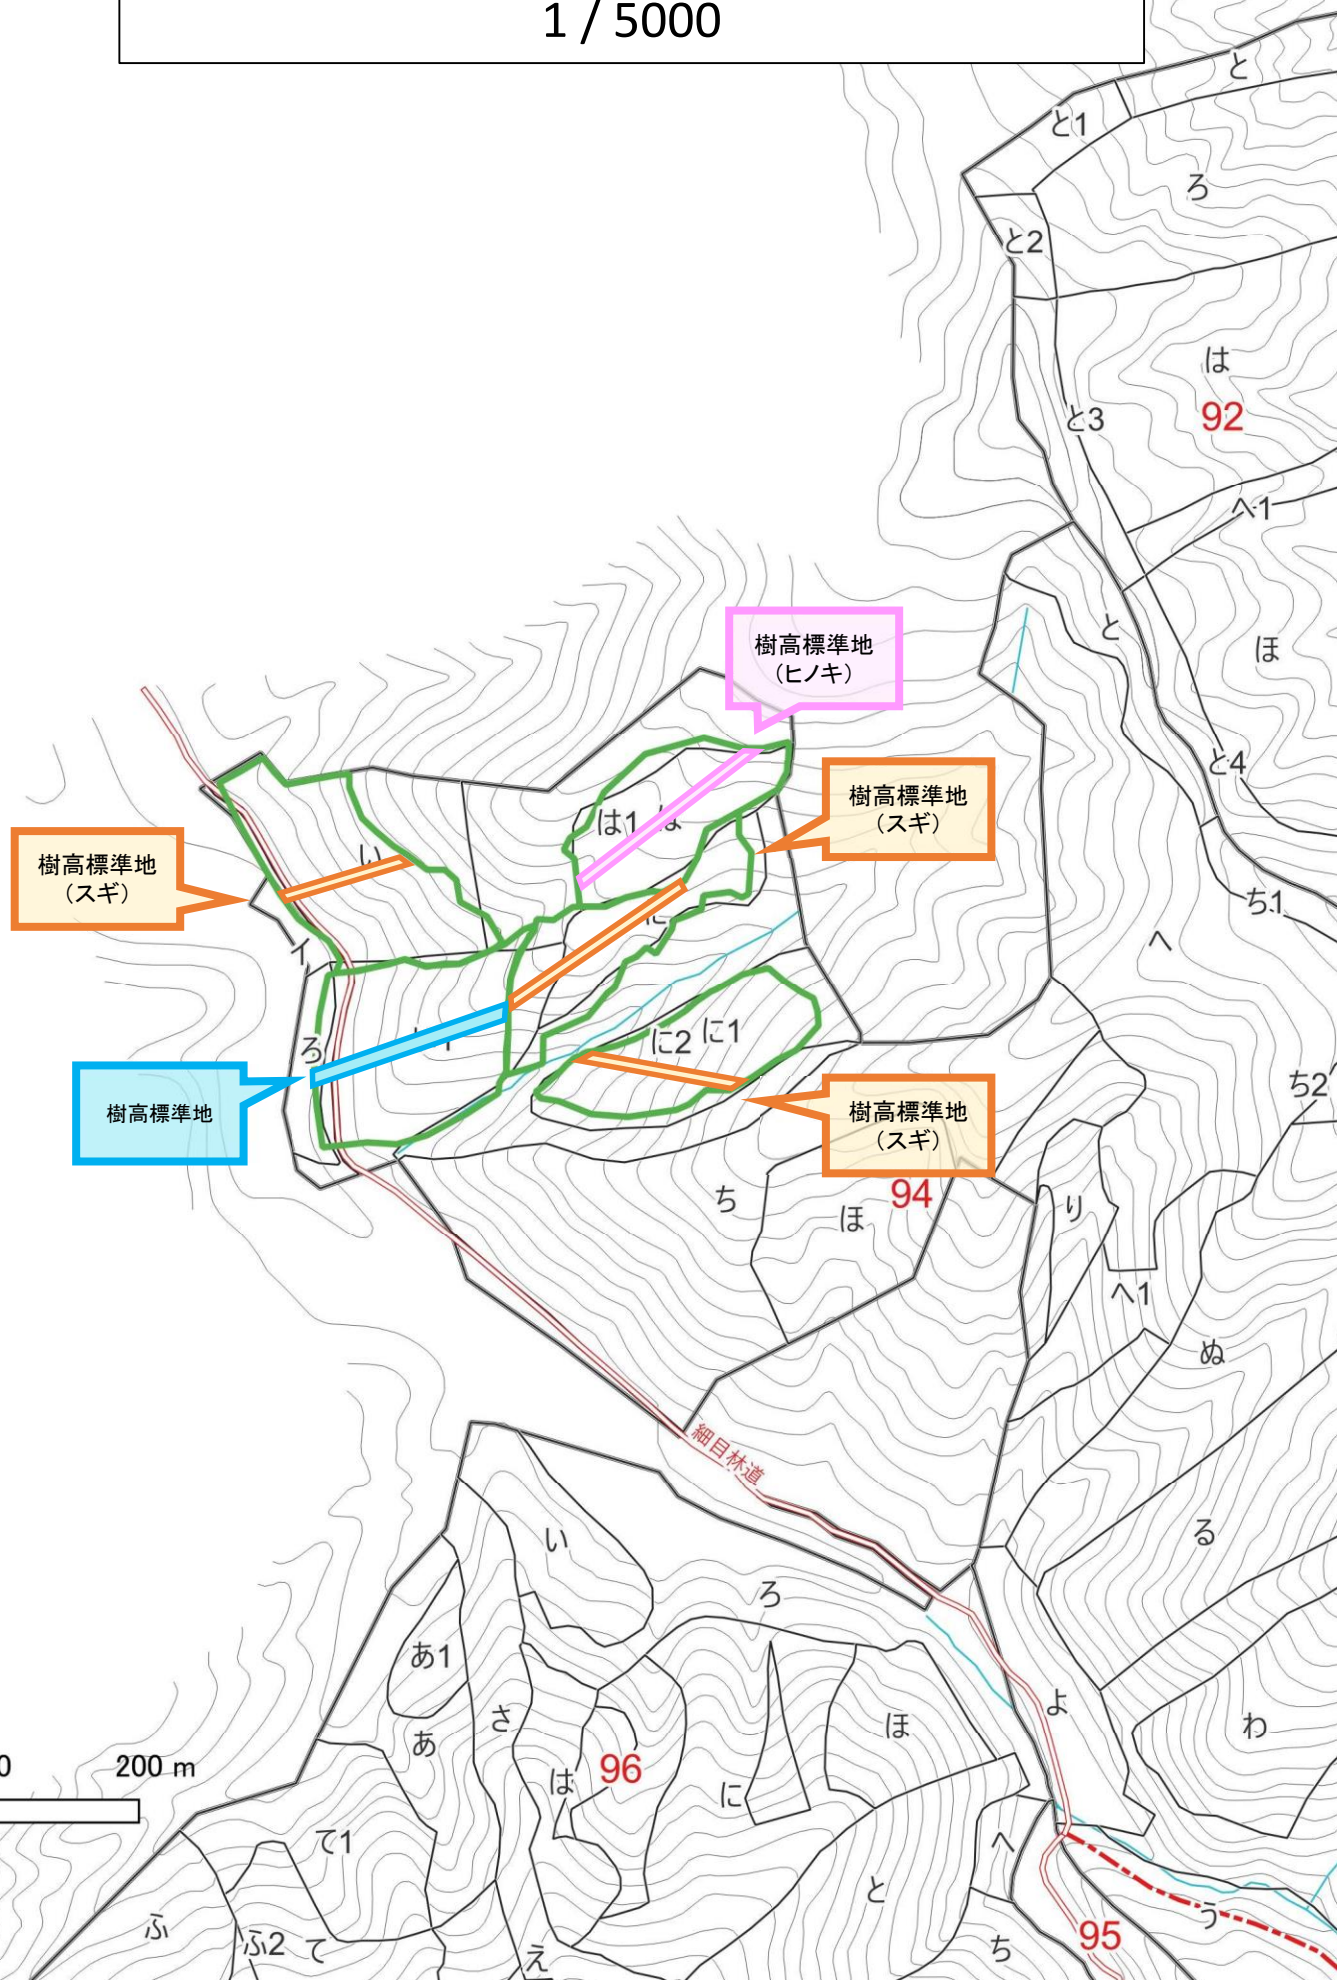 1 / 5000
と
と1
ろ
と2
は
と3
92
へ1
と
樹高標準地
（ヒノキ）
ほ
と4
樹高標準地
（スギ）
は1
は
い
樹高標準地
（スギ）
ち1
に
へ
イ
に2
に1
ろ
ち2
樹高標準地
樹高標準地
（スギ）
ち
94
ほ
り
へ1
ぬ
細目林道
い
る
ろ
あ1
よ
さ
ほ
わ
あ
0
200 m
96
は
に
て1
へ
と
う
ふ
ふ2
て
え
ち
95